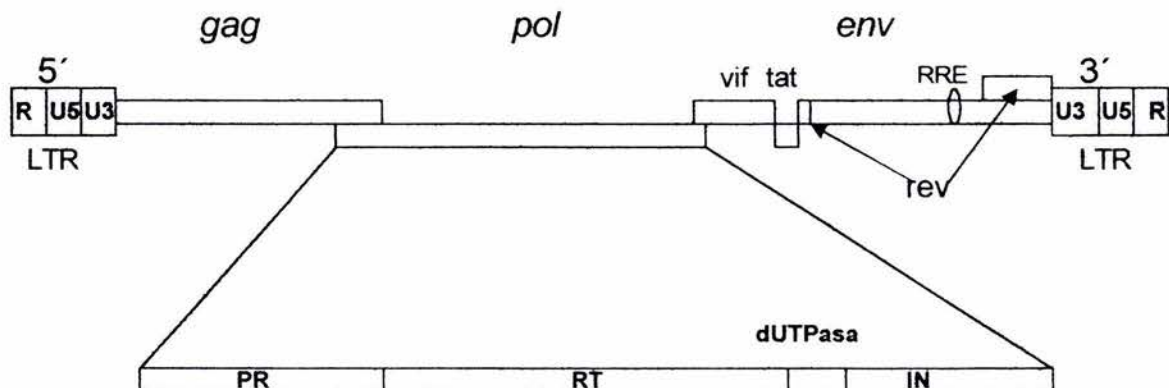 gag pol env
5´ vif tat RRE 3´
R U5 U3 U3 U5 R
LTR LTR
rev
dUTPasa
PR RT IN